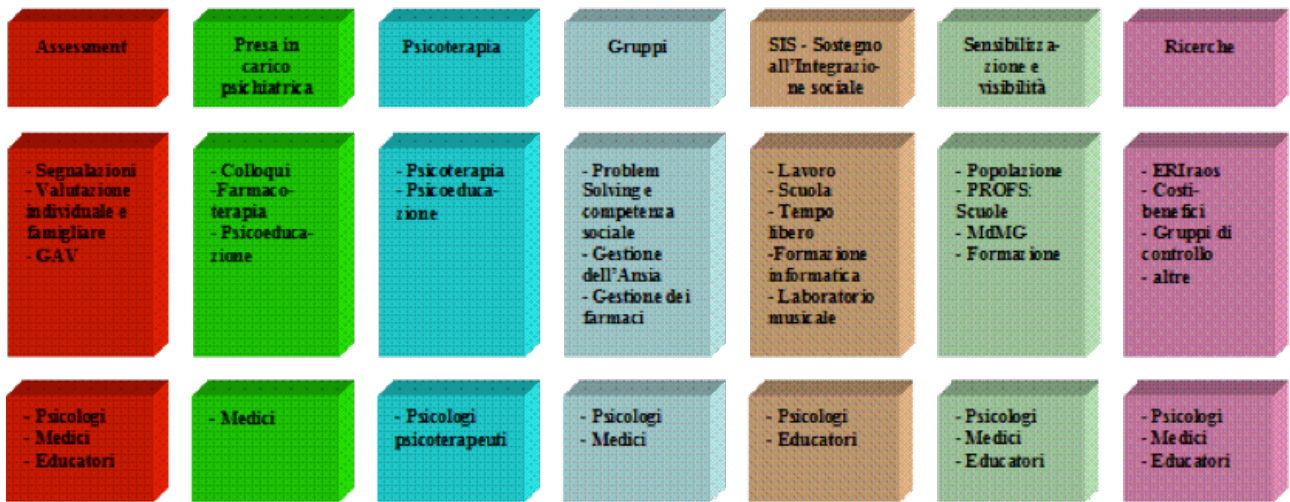 Assessment
Presa in
carico
psichiatrica
Psicoterapia
Gruppi
SIS - Sostegno
all'Integrazio-
ne sociale
Sensibilizza-
zione e
visibilità
Ricerche
- Segnalazioni
- Valutazione
individuale e
famigliare
- GAV
- Colloqui
-Farmaco-
terapia
- Psicoeduca-
zione
- Psicoterapia
- Psicoeduca-
zione
- Problem
Solving e
competenza
sociale
- Gestione
dell'Ansia
- Gestione dei
farmaci
- Lavoro
- Scuola
- Tempo
libero
-Formazione
informatica
- Laboratorio
musicale
- Popolazione
- PROFS:
Scuole
- MdMG
- Formazione
- ERIraos
- Costi-
benefici
- Gruppi di
controllo
- altre
- Psicologi
- Medici
- Educatori
- Medici
- Psicologi
psicoterapeuti
- Psicologi
- Medici
- Psicologi
- Educatori
- Psicologi
- Medici
- Educatori
- Psicologi
- Medici
- Educatori